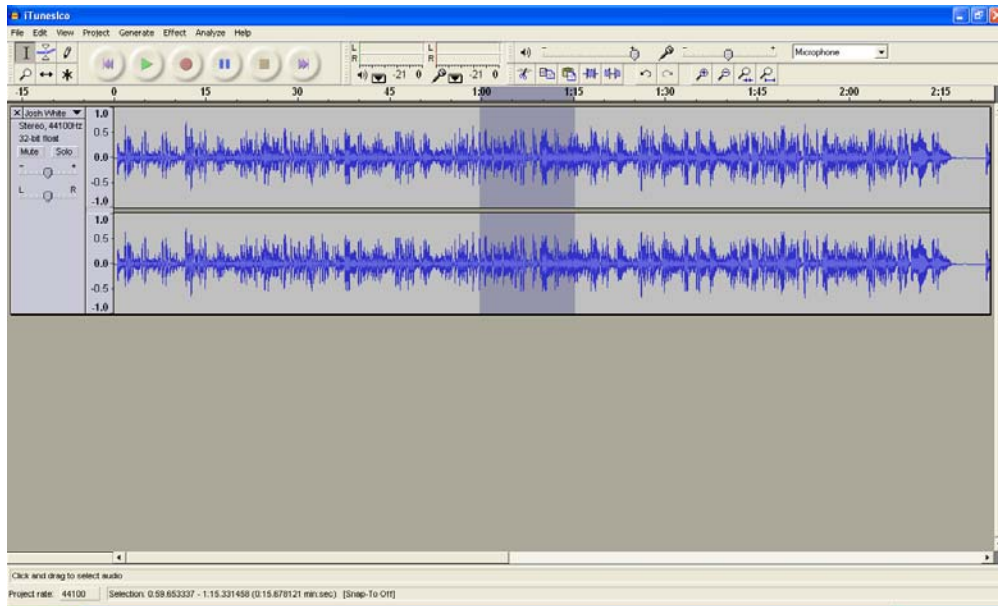 iTunesIco
File Edit View Project Generate Effect Analyze Help
L
R
-21 0
L
R
-21 0
- +
- +
Microphone
-15 0 15 30 45 1:00 1:15 1:30 1:45 2:00 2:15
X Josh White
Stereo, 44100Hz
32-bit float
Mute Solo
- +
L R
1.0
0.5
0.0
-0.5
-1.0
1.0
0.5
0.0
-0.5
-1.0
Click and drag to select audio
Project rate: 44100 Selection: 0:59.653337 - 1:15.331458 (0:15.678121 min:sec) [Snap-To Off]